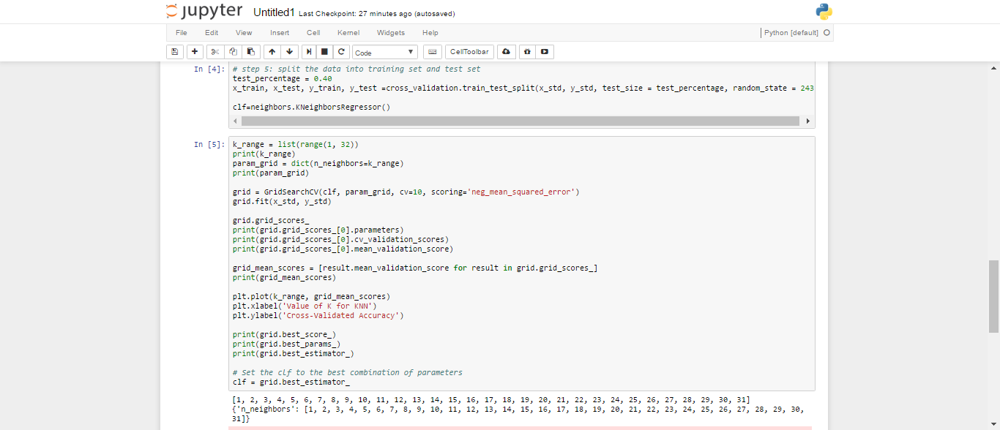 jupyter Untitled1 Last Checkpoint: 27 minutes ago (autosaved)
File Edit View Insert Cell Kernel Widgets Help Python [default]
Code CellToolbar
In [4]: # step 5: split the data into training set and test set
test_percentage = 0.40
x_train, x_test, y_train, y_test =cross_validation.train_test_split(x_std, y_std, test_size = test_percentage, random_state = 243
clf=neighbors.KNeighborsRegressor()
In [5]: k_range = list(range(1, 32))
print(k_range)
param_grid = dict(n_neighbors=k_range)
print(param_grid)
grid = GridSearchCV(clf, param_grid, cv=10, scoring='neg_mean_squared_error')
grid.fit(x_std, y_std)
grid.grid_scores_
print(grid.grid_scores_[0].parameters)
print(grid.grid_scores_[0].cv_validation_scores)
print(grid.grid_scores_[0].mean_validation_score)
grid_mean_scores = [result.mean_validation_score for result in grid.grid_scores_]
print(grid_mean_scores)
plt.plot(k_range, grid_mean_scores)
plt.xlabel('Value of K for KNN')
plt.ylabel('Cross-Validated Accuracy')
print(grid.best_score_)
print(grid.best_params_)
print(grid.best_estimator_)
# Set the clf to the best combination of parameters
clf = grid.best_estimator_
[1, 2, 3, 4, 5, 6, 7, 8, 9, 10, 11, 12, 13, 14, 15, 16, 17, 18, 19, 20, 21, 22, 23, 24, 25, 26, 27, 28, 29, 30, 31]
{'n_neighbors': [1, 2, 3, 4, 5, 6, 7, 8, 9, 10, 11, 12, 13, 14, 15, 16, 17, 18, 19, 20, 21, 22, 23, 24, 25, 26, 27, 28, 29, 30,
31]}